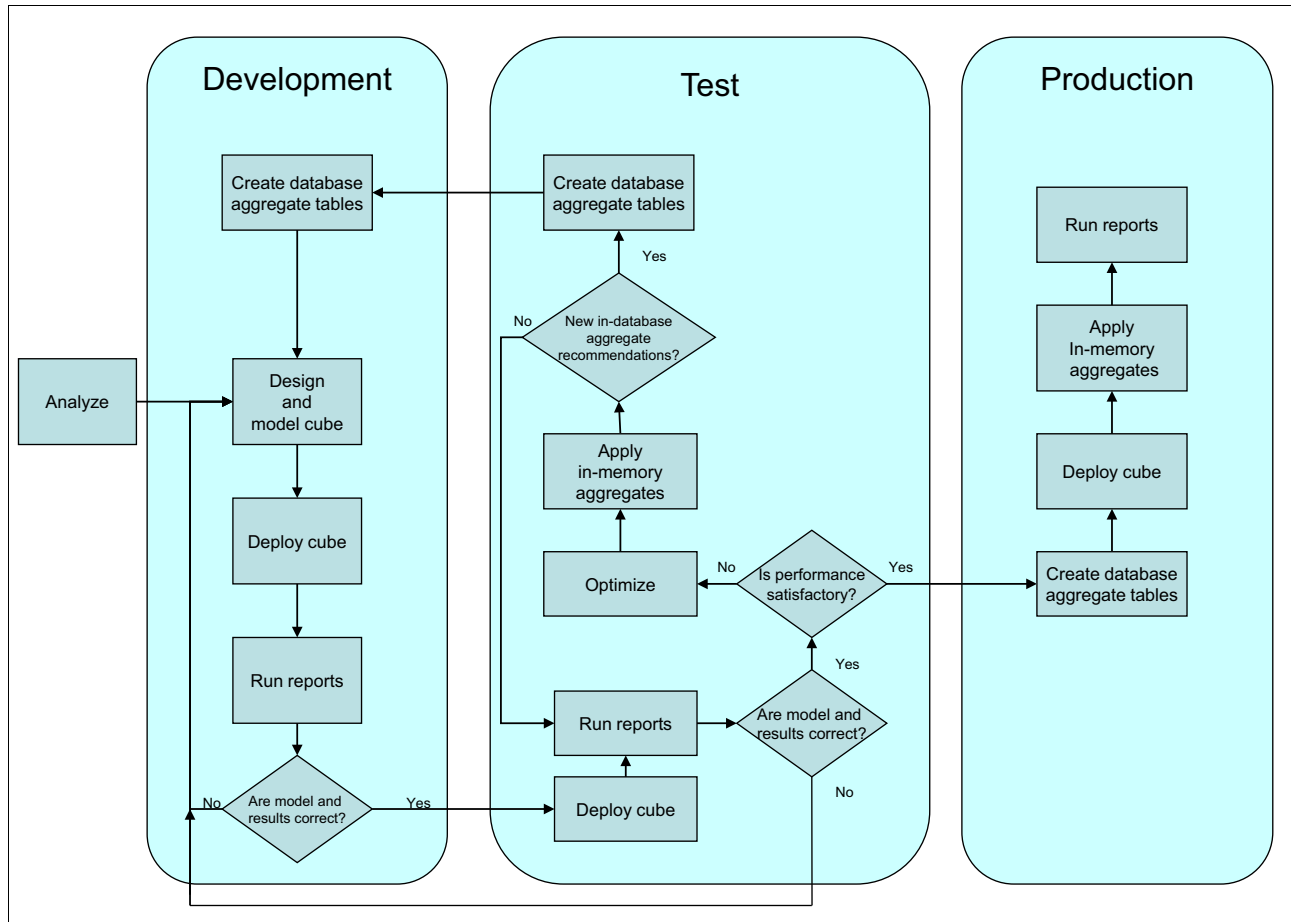 Development
Test
Production
Create database
aggregate tables
Create database
aggregate tables
Run reports
Yes
No
New in-database
aggregate
recommendations?
Apply
In-memory
aggregates
Analyze
Design
and
model cube
Apply
in-memory
aggregates
Deploy cube
Deploy cube
No
Is performance
satisfactory?
Yes
Optimize
Create database
aggregate tables
Run reports
Yes
Run reports
Are model and
results correct?
No
Are model and
results correct?
Yes
Deploy cube
No